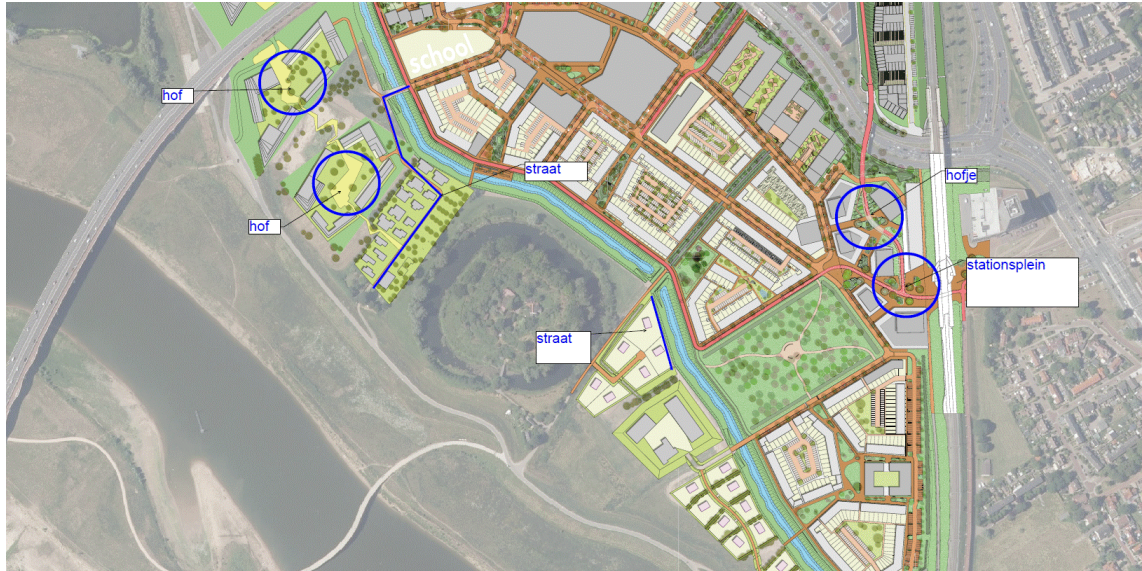 school
hof
straat
hofje
hof
stationsplein
straat